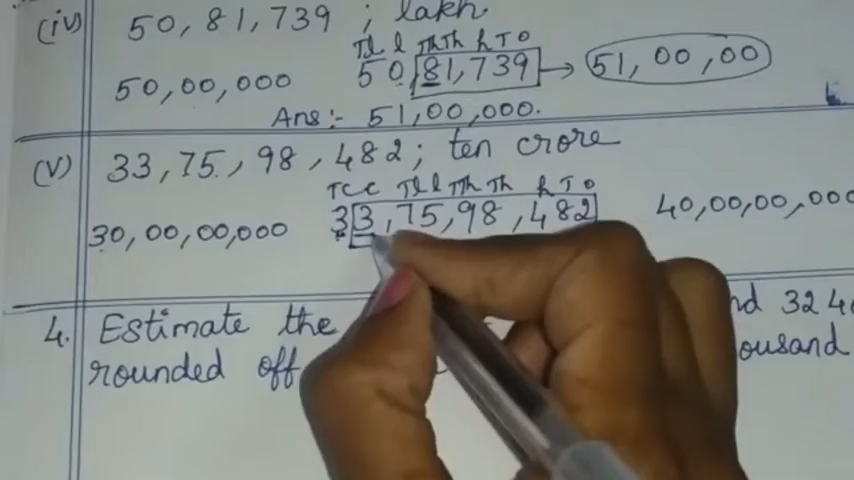 (iv) 50,81,739 ; lakh
Tl l Th Th h T O
50,00,000 50,81,739 → 51,00,00
Ans:- 51,00,000.
(v) 33,75,98,482; ten crore
TC C Tl l Tth Th h T O
30,00,00,000 33,75,98,482 40,00,00,000
4. Estimate the nd 324
rounded off ousand